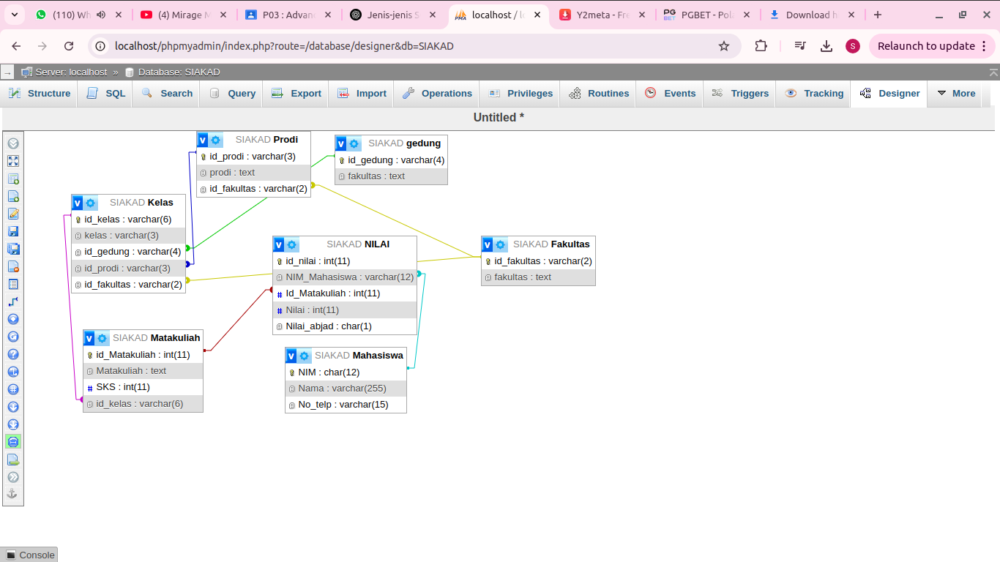 (110) Wh
(4) Mirage M
P03 : Advanc
Jenis-jenis S
localhost / lo
Y2meta - Fre
PGBET - Pola
Download h
localhost/phpmyadmin/index.php?route=/database/designer&db=SIAKAD
S
Relaunch to update
Server: localhost » Database: SIAKAD
Structure
SQL
Search
Query
Export
Import
Operations
Privileges
Routines
Events
Triggers
Tracking
Designer
More
Untitled *
v SIAKAD Prodi
id_prodi : varchar(3)
prodi : text
id_fakultas : varchar(2)
v SIAKAD gedung
id_gedung : varchar(4)
fakultas : text
v SIAKAD Kelas
id_kelas : varchar(6)
kelas : varchar(3)
id_gedung : varchar(4)
id_prodi : varchar(3)
id_fakultas : varchar(2)
v SIAKAD NILAI
id_nilai : int(11)
NIM_Mahasiswa : varchar(12)
# Id_Matakuliah : int(11)
# Nilai : int(11)
Nilai_abjad : char(1)
v SIAKAD Fakultas
id_fakultas : varchar(2)
fakultas : text
v SIAKAD Matakuliah
id_Matakuliah : int(11)
Matakuliah : text
# SKS : int(11)
id_kelas : varchar(6)
v SIAKAD Mahasiswa
NIM : char(12)
Nama : varchar(255)
No_telp : varchar(15)
Console